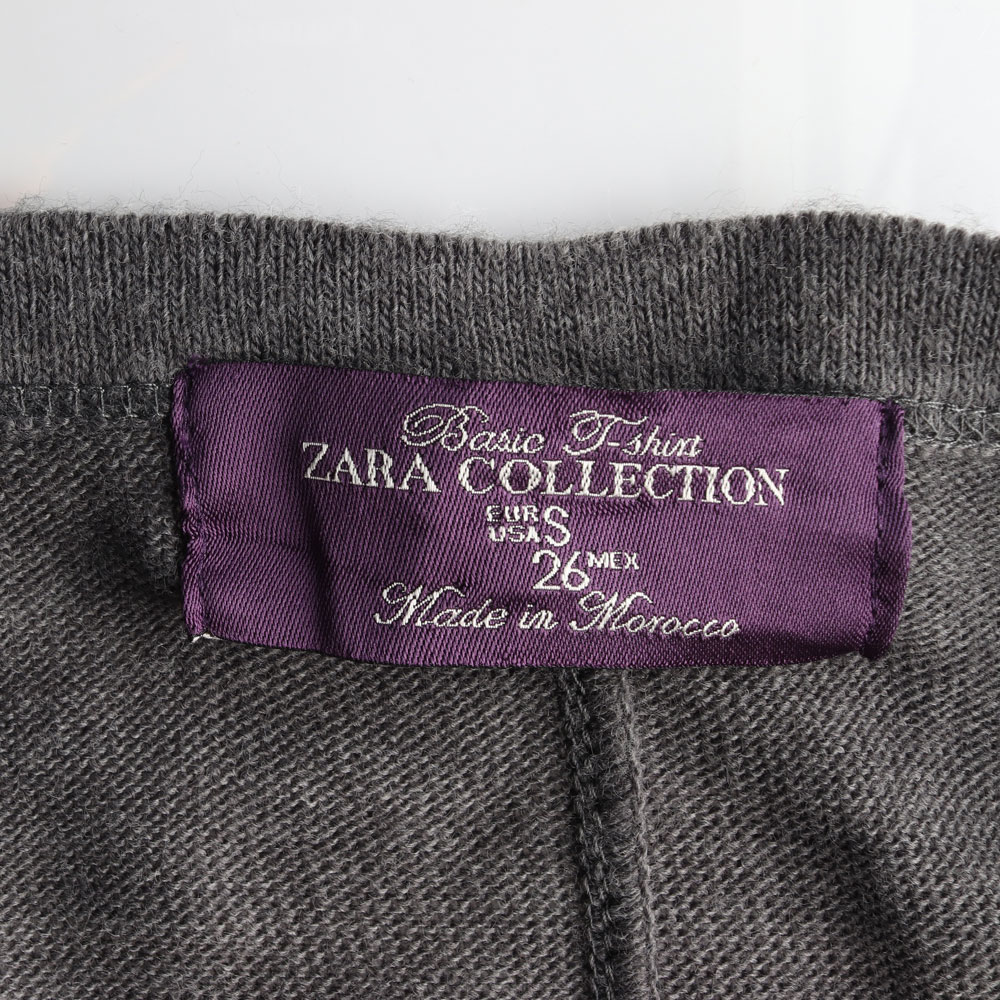 Basic T-shirt
ZARA COLLECTION
EUR
USA S
26 MEX
Made in Morocco